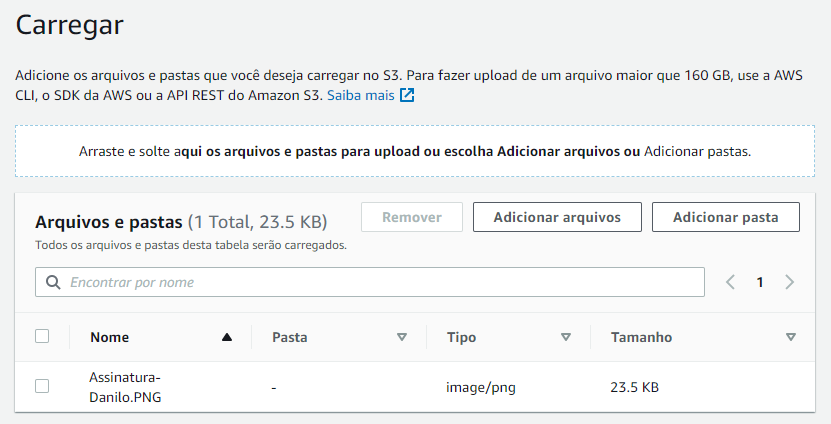 Carregar
Adicione os arquivos e pastas que você deseja carregar no S3. Para fazer upload de um arquivo maior que 160 GB, use a AWS
CLI, o SDK da AWS ou a API REST do Amazon S3. Saiba mais
Arraste e solte aqui os arquivos e pastas para upload ou escolha Adicionar arquivos ou Adicionar pastas.
Arquivos e pastas (1 Total, 23.5 KB) Remover Adicionar arquivos Adicionar pasta
Todos os arquivos e pastas desta tabela serão carregados.
Encontrar por nome 1
Nome Pasta Tipo Tamanho
Assinatura-
Danilo.PNG - image/png 23.5 KB